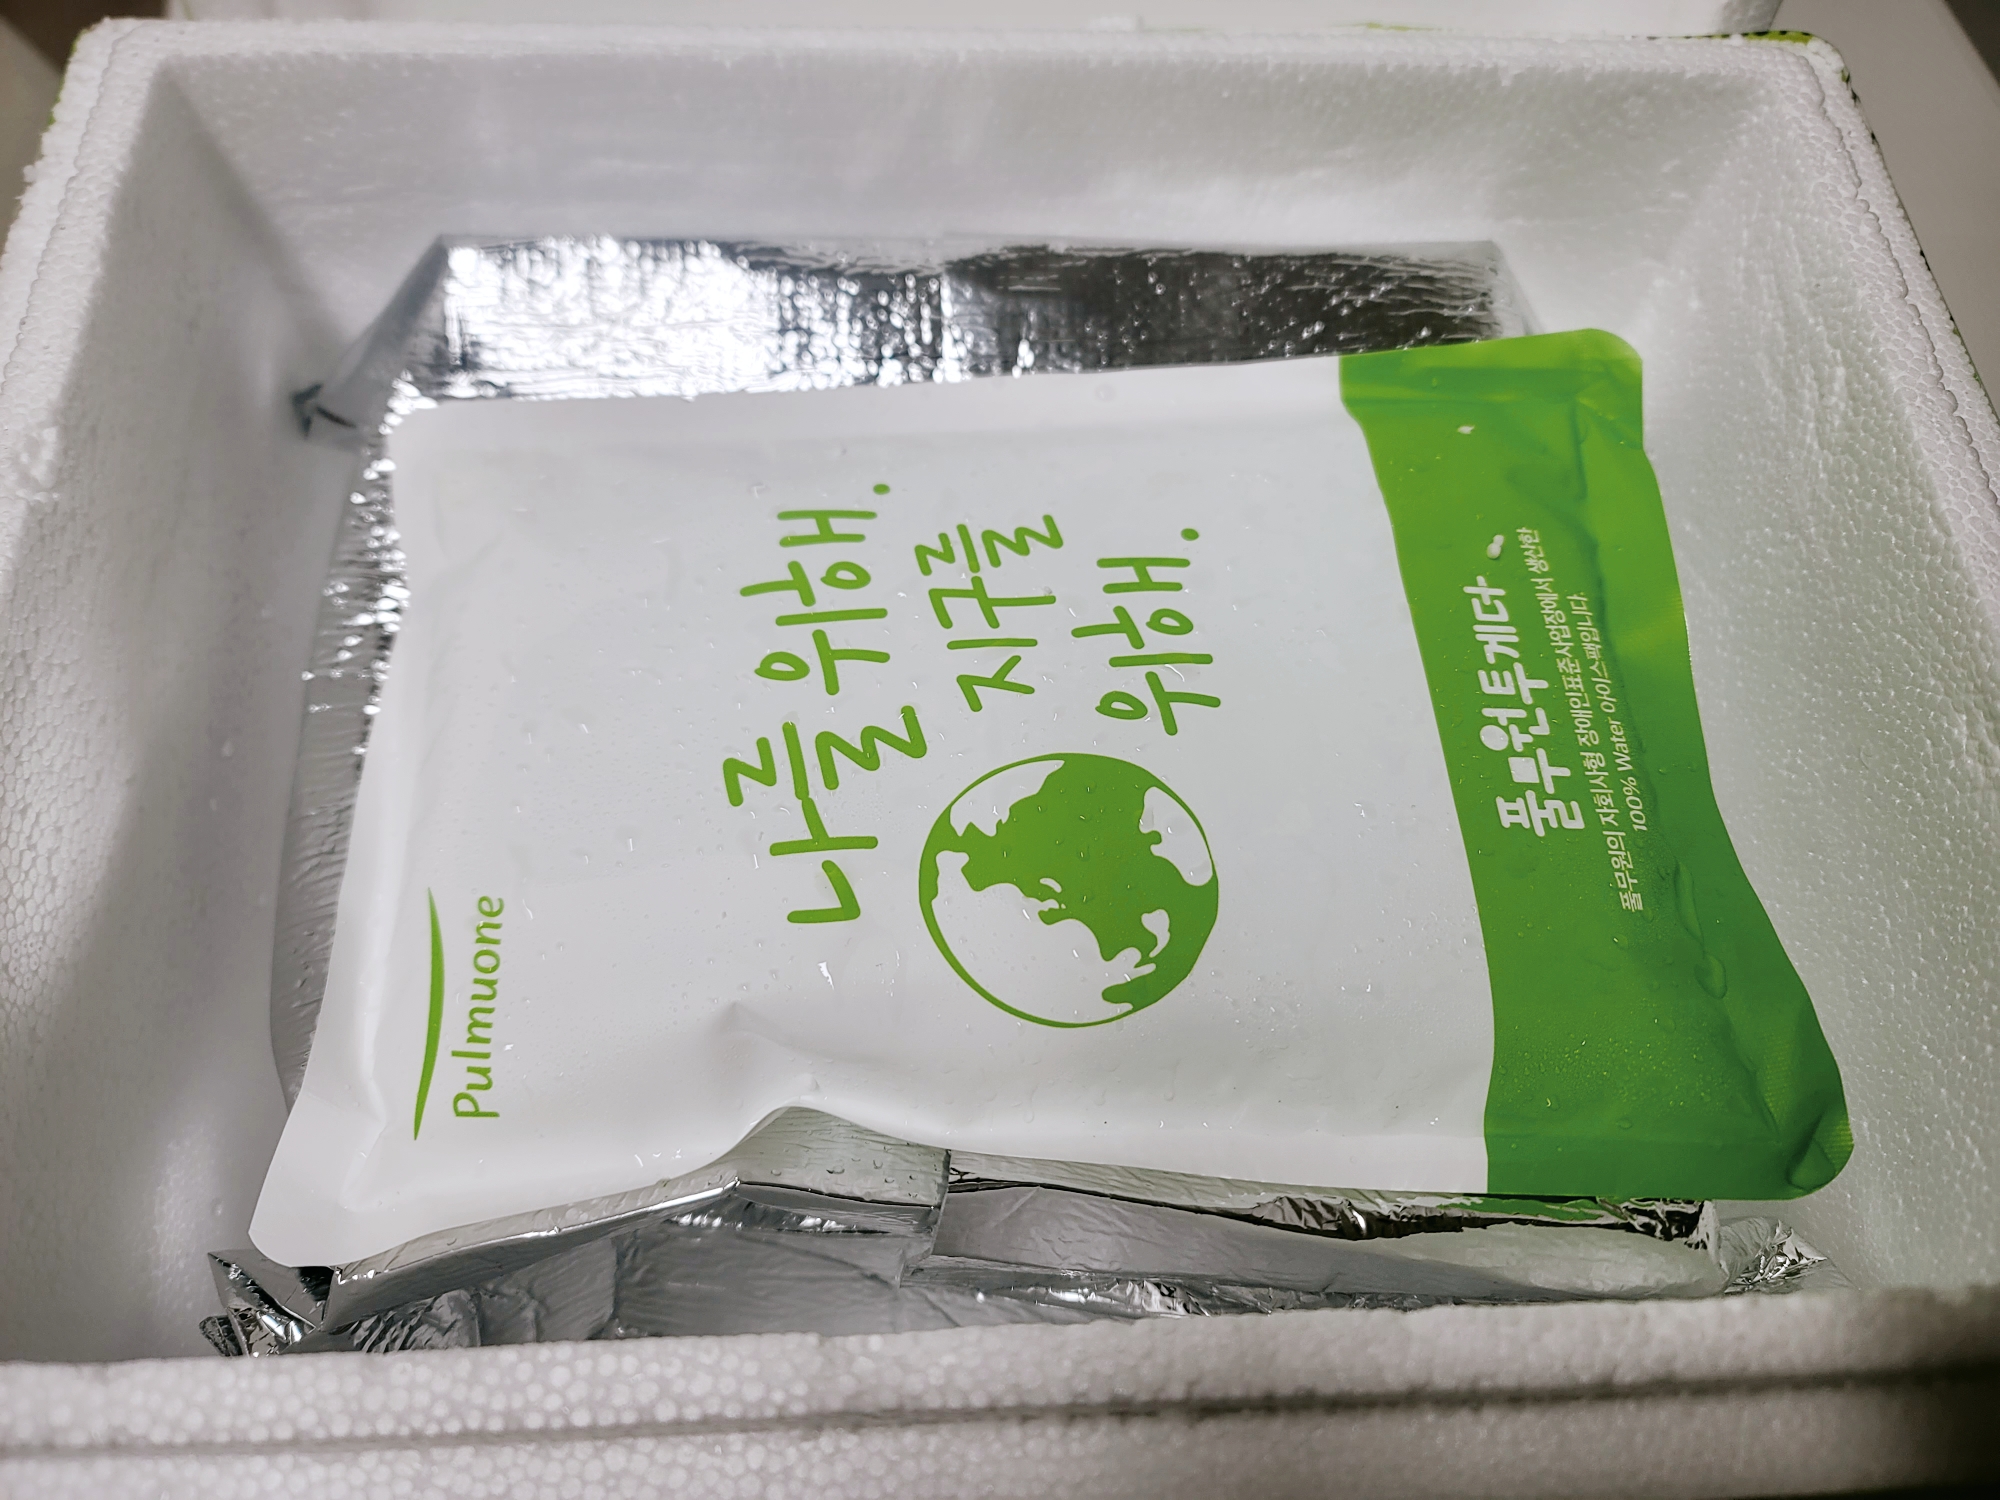 Pulmuone
나를 위해.
지구를
위해.
풀무원투게더
풀무원의 자회사형 장애인표준사업장에서 생산한
100% Water 아이스팩입니다.